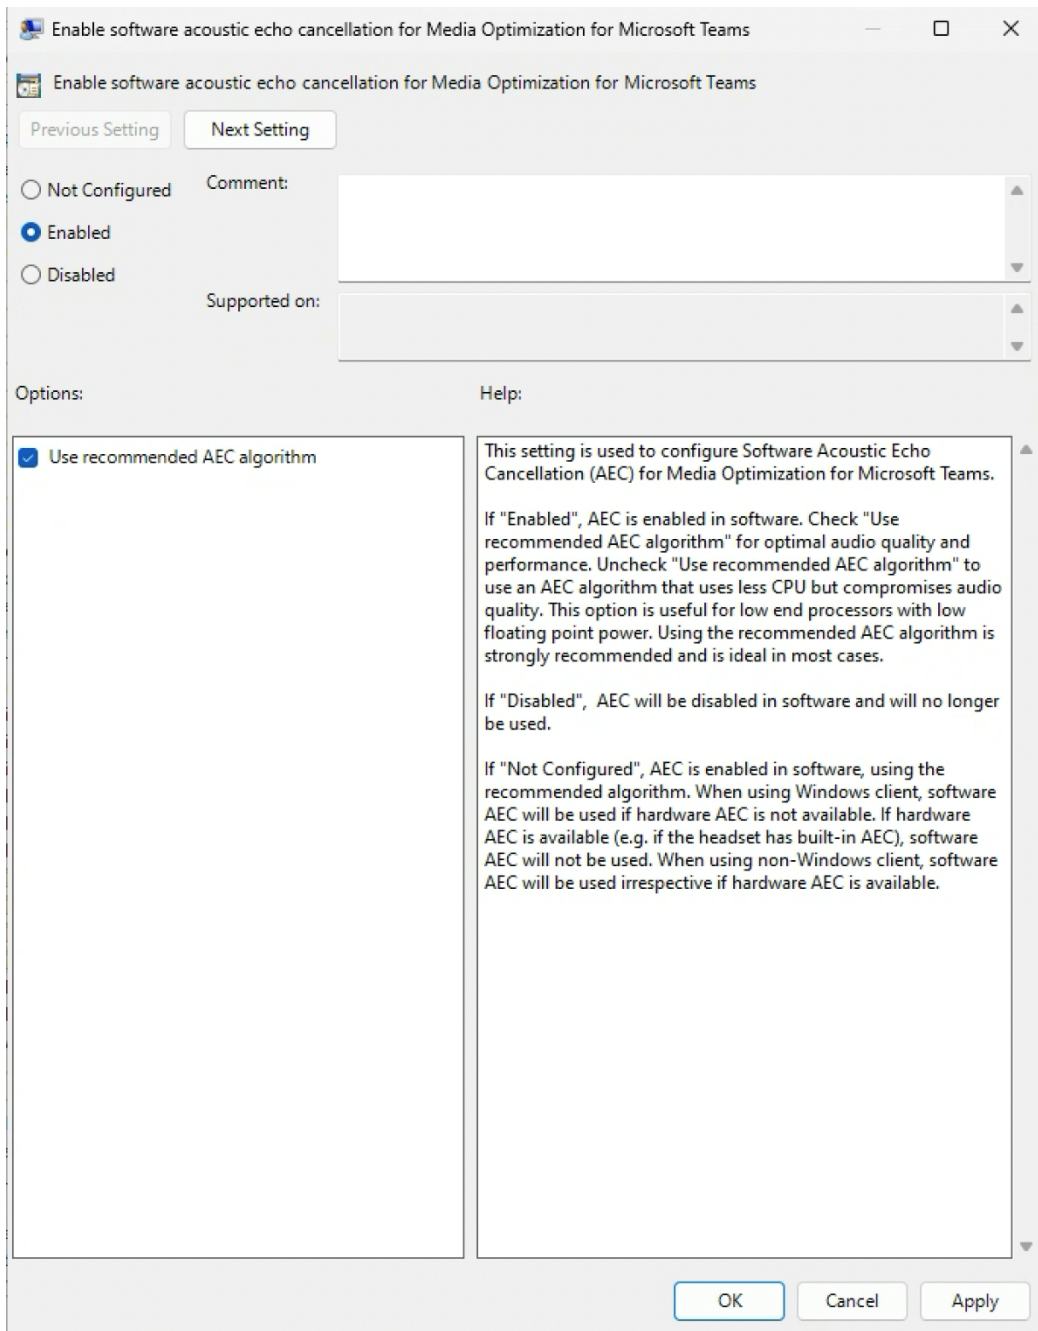 Enable software acoustic echo cancellation for Media Optimization for Microsoft Teams
Enable software acoustic echo cancellation for Media Optimization for Microsoft Teams
Previous Setting
Next Setting
Not Configured
Enabled
Disabled
Comment:
Supported on:
Options:
Help:
Use recommended AEC algorithm
This setting is used to configure Software Acoustic Echo
Cancellation (AEC) for Media Optimization for Microsoft Teams.
If "Enabled", AEC is enabled in software. Check "Use
recommended AEC algorithm" for optimal audio quality and
performance. Uncheck "Use recommended AEC algorithm" to
use an AEC algorithm that uses less CPU but compromises audio
quality. This option is useful for low end processors with low
floating point power. Using the recommended AEC algorithm is
strongly recommended and is ideal in most cases.
If "Disabled",  AEC will be disabled in software and will no longer
be used.
If "Not Configured", AEC is enabled in software, using the
recommended algorithm. When using Windows client, software
AEC will be used if hardware AEC is not available. If hardware
AEC is available (e.g. if the headset has built-in AEC), software
AEC will not be used. When using non-Windows client, software
AEC will be used irrespective if hardware AEC is available.
OK
Cancel
Apply